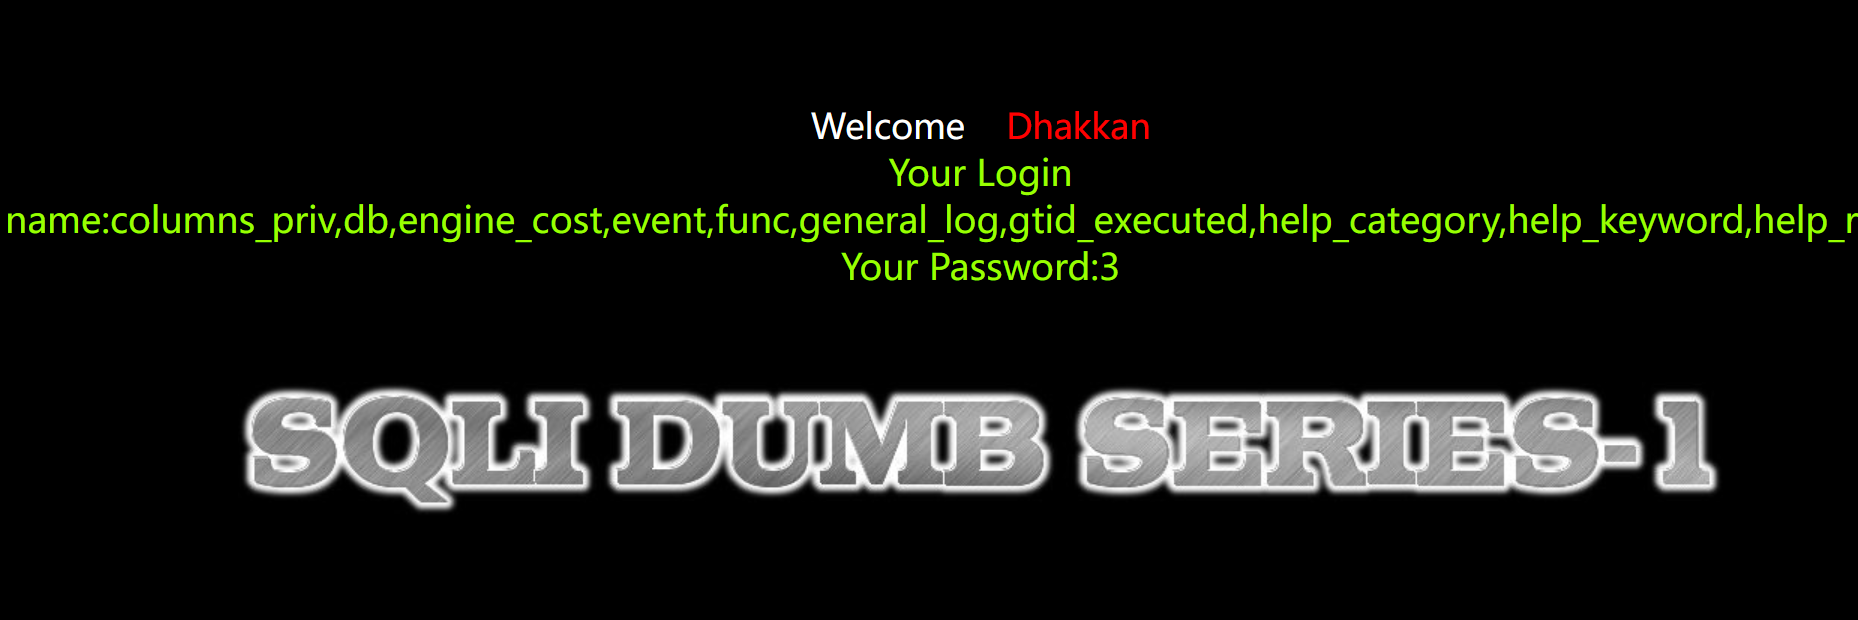 Welcome Dhakkan
Your Login
name:columns_priv,db,engine_cost,event,func,general_log,gtid_executed,help_category,help_keyword,help_r
Your Password:3
SQLI DUMB SERIES-1